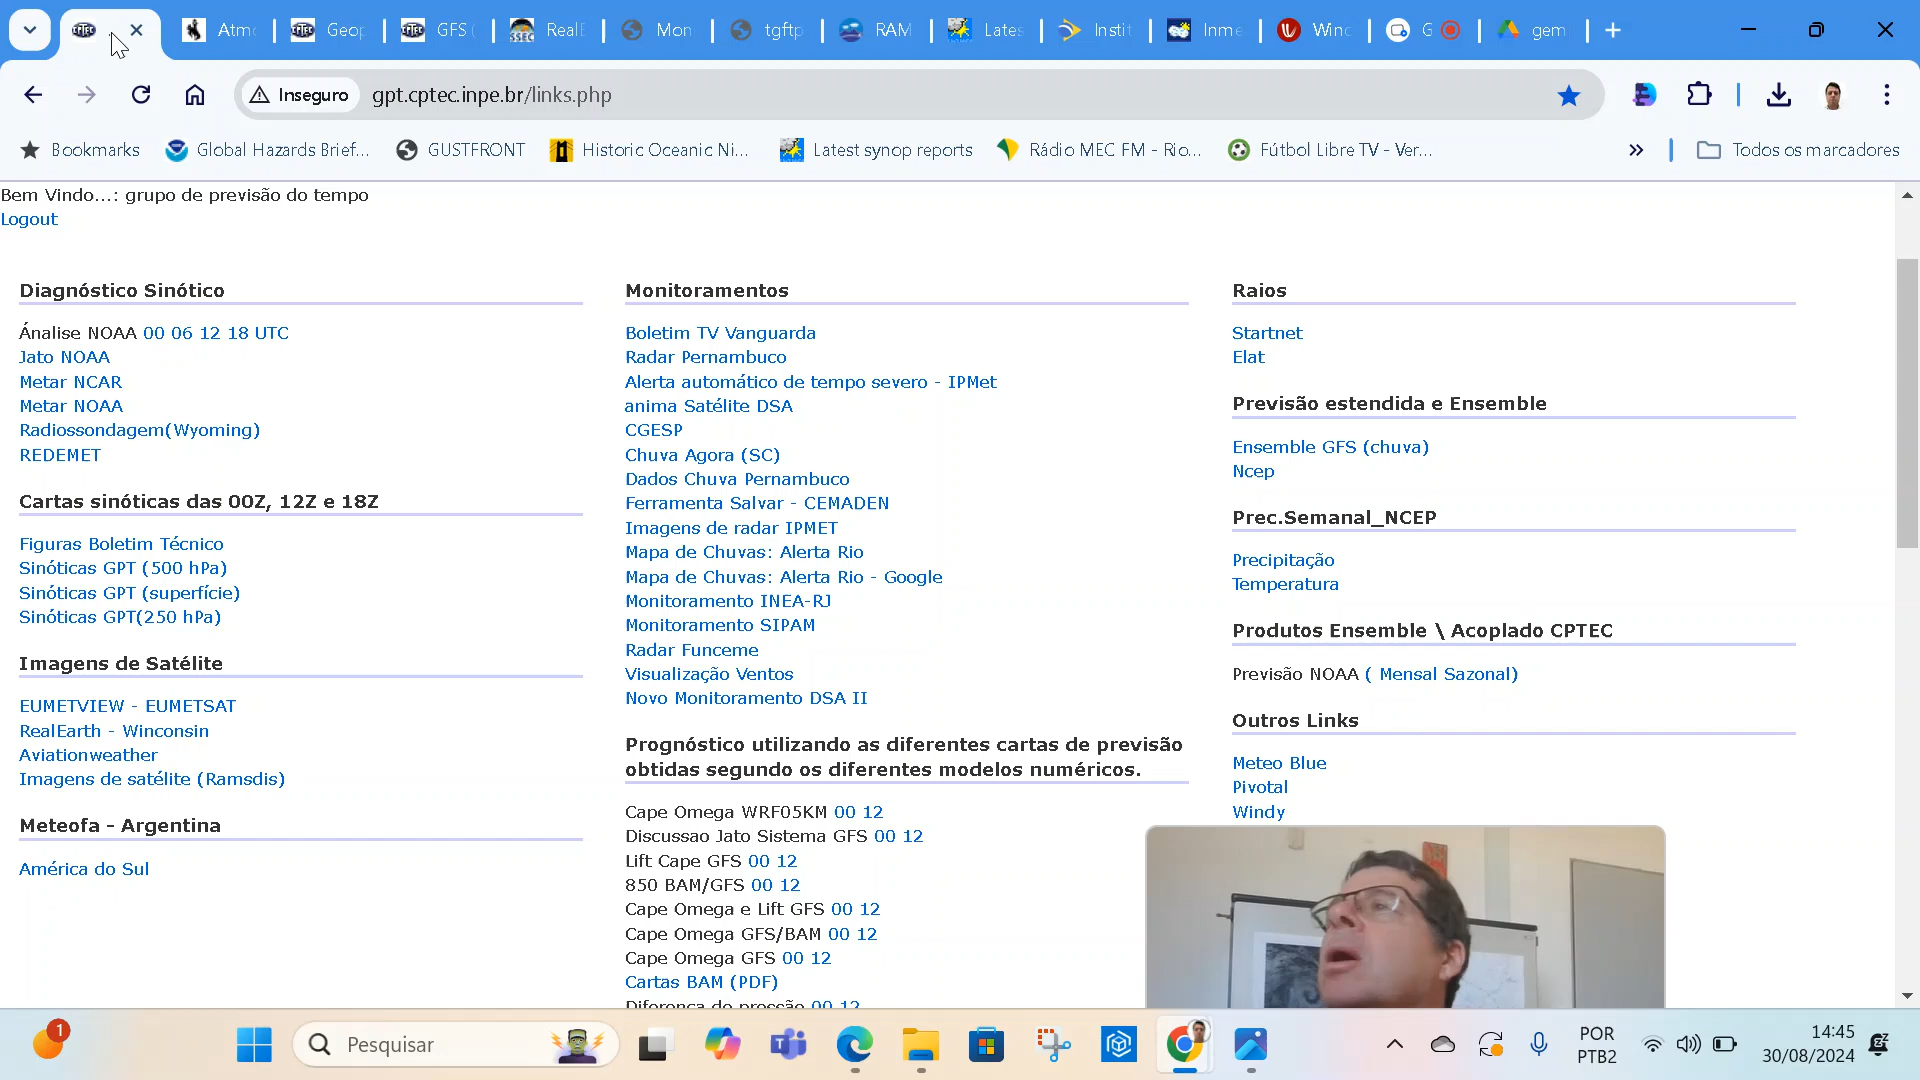 Atmo
Geop
GFS (
RealE
Mon
tgftp
RAM
Lates
Instit
Inme
Wind
G
gem
Inseguro
gpt.cptec.inpe.br/links.php
Bookmarks
Global Hazards Brief...
GUSTFRONT
Historic Oceanic Ni...
Latest synop reports
Rádio MEC FM - Rio...
Fútbol Libre TV - Ver...
Todos os marcadores
Bem Vindo...: grupo de previsão do tempo
Logout
Diagnóstico Sinótico
Ánalise NOAA 00 06 12 18 UTC
Jato NOAA
Metar NCAR
Metar NOAA
Radiossondagem(Wyoming)
REDEMET
Cartas sinóticas das 00Z, 12Z e 18Z
Figuras Boletim Técnico
Sinóticas GPT (500 hPa)
Sinóticas GPT (superfície)
Sinóticas GPT(250 hPa)
Imagens de Satélite
EUMETVIEW - EUMETSAT
RealEarth - Winconsin
Aviationweather
Imagens de satélite (Ramsdis)
Meteofa - Argentina
América do Sul
Monitoramentos
Boletim TV Vanguarda
Radar Pernambuco
Alerta automático de tempo severo - IPMet
anima Satélite DSA
CGESP
Chuva Agora (SC)
Dados Chuva Pernambuco
Ferramenta Salvar - CEMADEN
Imagens de radar IPMET
Mapa de Chuvas: Alerta Rio
Mapa de Chuvas: Alerta Rio - Google
Monitoramento INEA-RJ
Monitoramento SIPAM
Radar Funceme
Visualização Ventos
Novo Monitoramento DSA II
Prognóstico utilizando as diferentes cartas de previsão
obtidas segundo os diferentes modelos numéricos.
Cape Omega WRF05KM 00 12
Discussao Jato Sistema GFS 00 12
Lift Cape GFS 00 12
850 BAM/GFS 00 12
Cape Omega e Lift GFS 00 12
Cape Omega GFS/BAM 00 12
Cape Omega GFS 00 12
Cartas BAM (PDF)
Diferença de pressão 00 12
Raios
Startnet
Elat
Previsão estendida e Ensemble
Ensemble GFS (chuva)
Ncep
Prec.Semanal_NCEP
Precipitação
Temperatura
Produtos Ensemble \ Acoplado CPTEC
Previsão NOAA ( Mensal Sazonal)
Outros Links
Meteo Blue
Pivotal
Windy
1
Pesquisar
POR
PTB2
14:45
30/08/2024